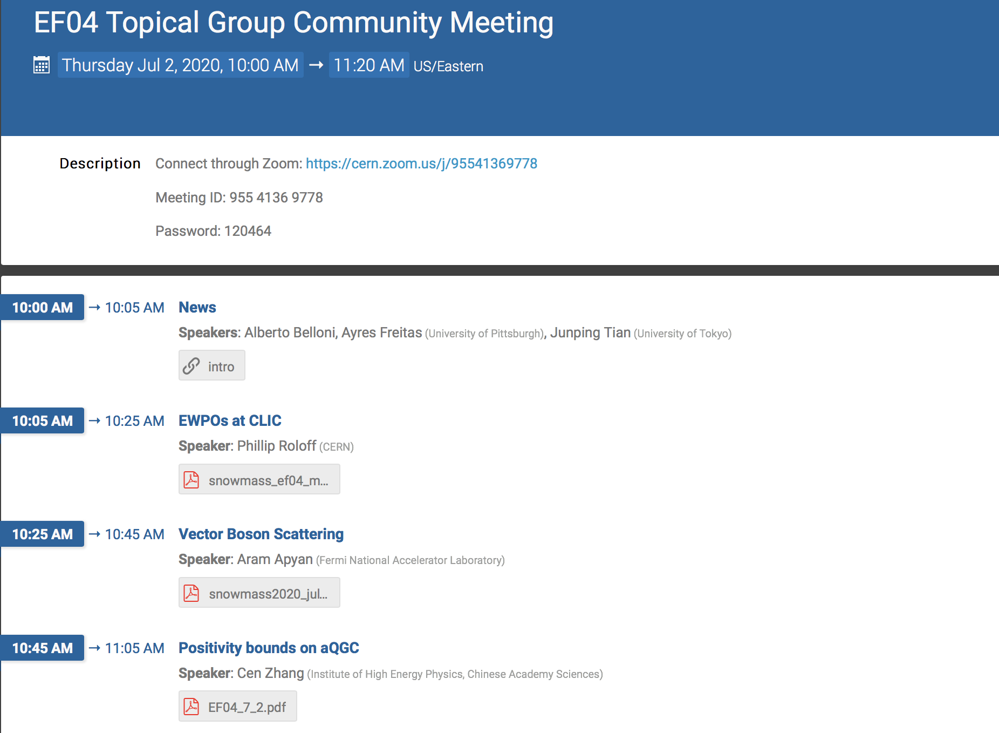 EF04 Topical Group Community Meeting
Thursday Jul 2, 2020, 10:00 AM → 11:20 AM US/Eastern
Description Connect through Zoom: https://cern.zoom.us/j/95541369778
Meeting ID: 955 4136 9778
Password: 120464
10:00 AM → 10:05 AM News
Speakers: Alberto Belloni, Ayres Freitas (University of Pittsburgh), Junping Tian (University of Tokyo)
intro
10:05 AM → 10:25 AM EWPOs at CLIC
Speaker: Phillip Roloff (CERN)
snowmass_ef04_m...
10:25 AM → 10:45 AM Vector Boson Scattering
Speaker: Aram Apyan (Fermi National Accelerator Laboratory)
snowmass2020_jul...
10:45 AM → 11:05 AM Positivity bounds on aQGC
Speaker: Cen Zhang (Institute of High Energy Physics, Chinese Academy Sciences)
EF04_7_2.pdf